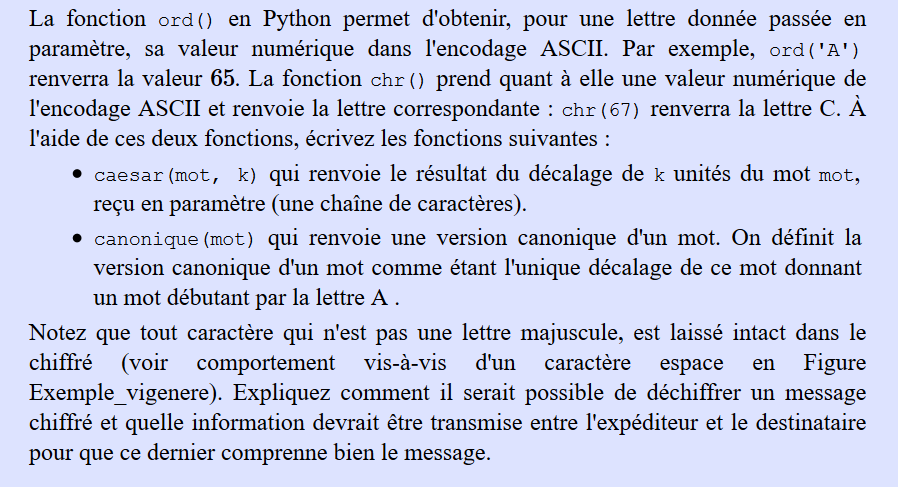 La fonction ord() en Python permet d'obtenir, pour une lettre donnée passée en
paramètre, sa valeur numérique dans l'encodage ASCII. Par exemple, ord('A')
renverra la valeur 65. La fonction chr() prend quant à elle une valeur numérique de
l'encodage ASCII et renvoie la lettre correspondante : chr(67) renverra la lettre C. À
l'aide de ces deux fonctions, écrivez les fonctions suivantes :
• caesar(mot, k) qui renvoie le résultat du décalage de k unités du mot mot,
reçu en paramètre (une chaîne de caractères).
• canonique(mot) qui renvoie une version canonique d'un mot. On définit la
version canonique d'un mot comme étant l'unique décalage de ce mot donnant
un mot débutant par la lettre A .
Notez que tout caractère qui n'est pas une lettre majuscule, est laissé intact dans le
chiffré (voir comportement vis-à-vis d'un caractère espace en Figure
Exemple_vigenere). Expliquez comment il serait possible de déchiffrer un message
chiffré et quelle information devrait être transmise entre l'expéditeur et le destinataire
pour que ce dernier comprenne bien le message.